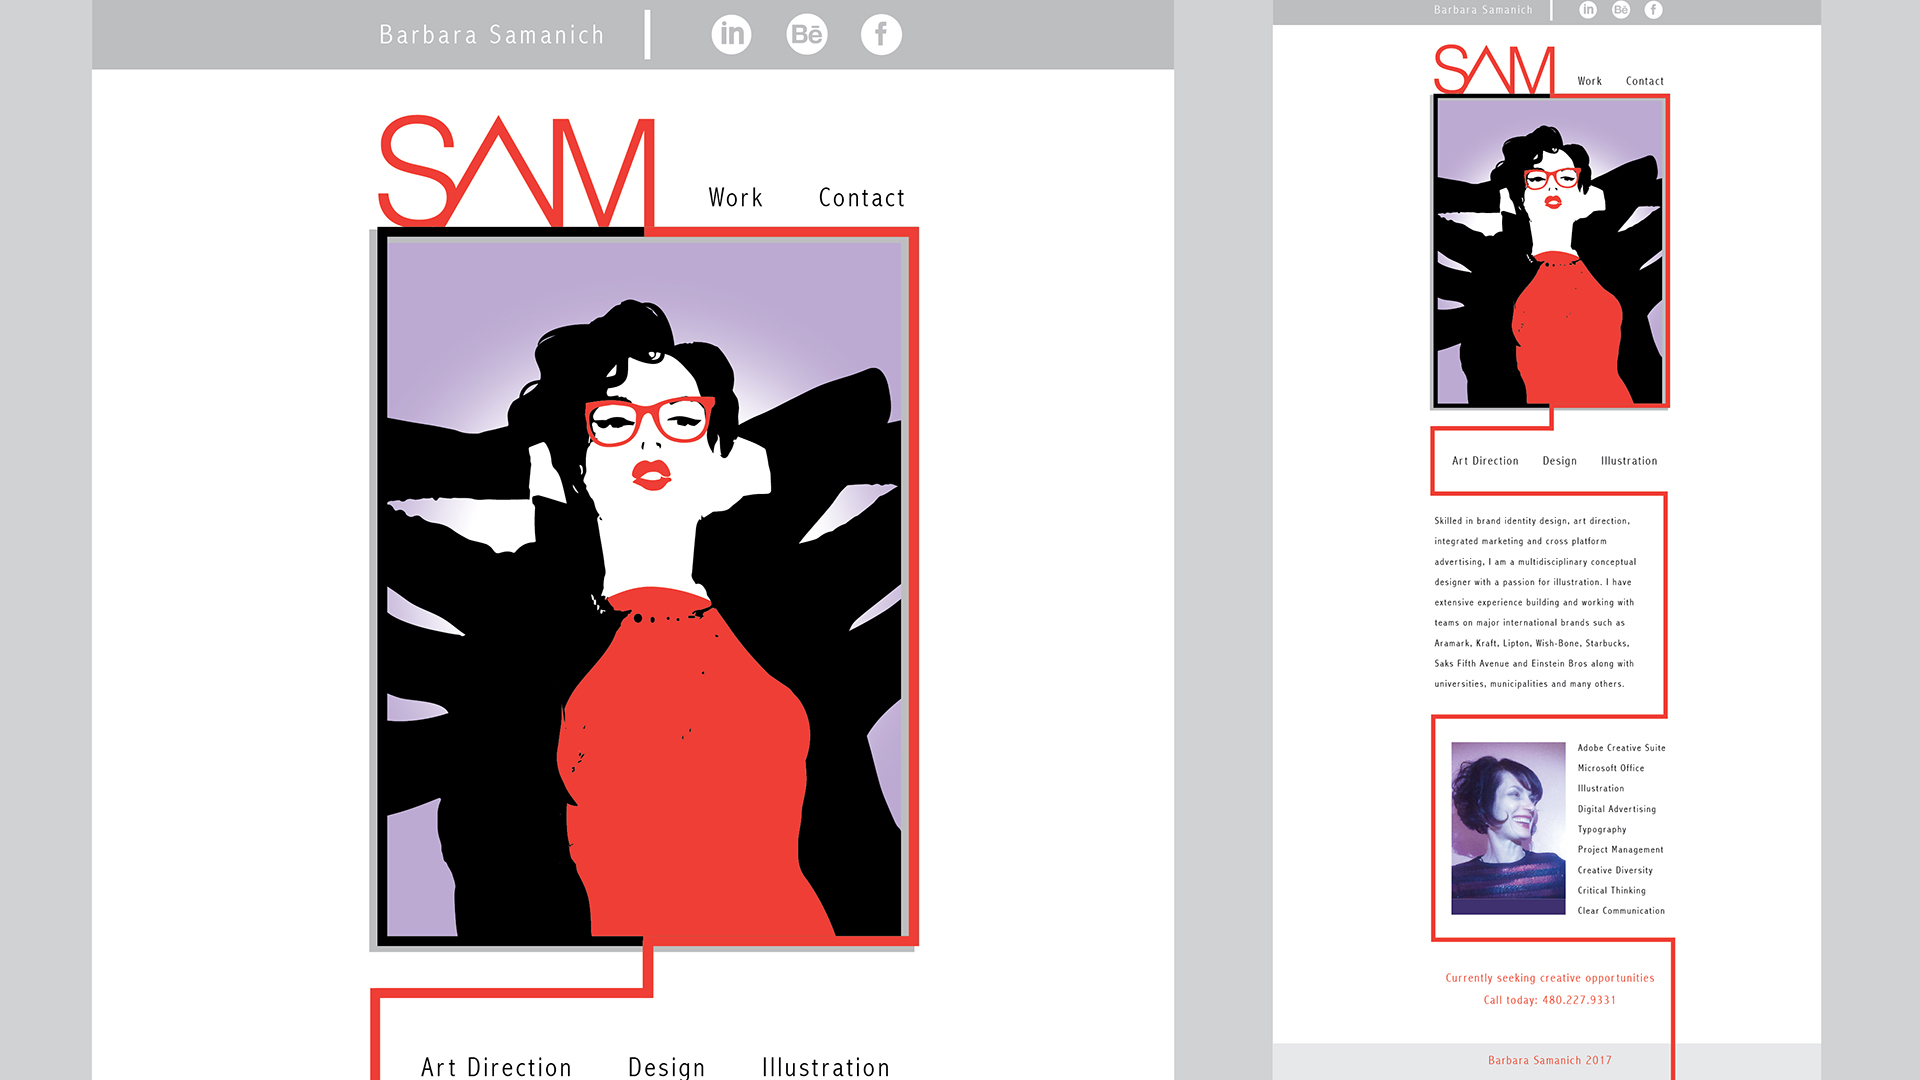 Barbara Samanich
in Bē f
SAM
Work Contact
Art Direction Design Illustration
Barbara Samanich
in Bē f
SAM
Work Contact
Art Direction Design Illustration
Skilled in brand identity design, art direction,
integrated marketing and cross platform
advertising, I am a multidisciplinary conceptual
designer with a passion for illustration. I have
extensive experience building and working with
teams on major international brands such as
Aramark, Kraft, Lipton, Wish-Bone, Starbucks,
Saks Fifth Avenue and Einstein Bros along with
universities, municipalities and many others.
Adobe Creative Suite
Microsoft Office
Illustration
Digital Advertising
Typography
Project Management
Creative Diversity
Critical Thinking
Clear Communication
Currently seeking creative opportunities
Call today: 480.227.9331
Barbara Samanich 2017